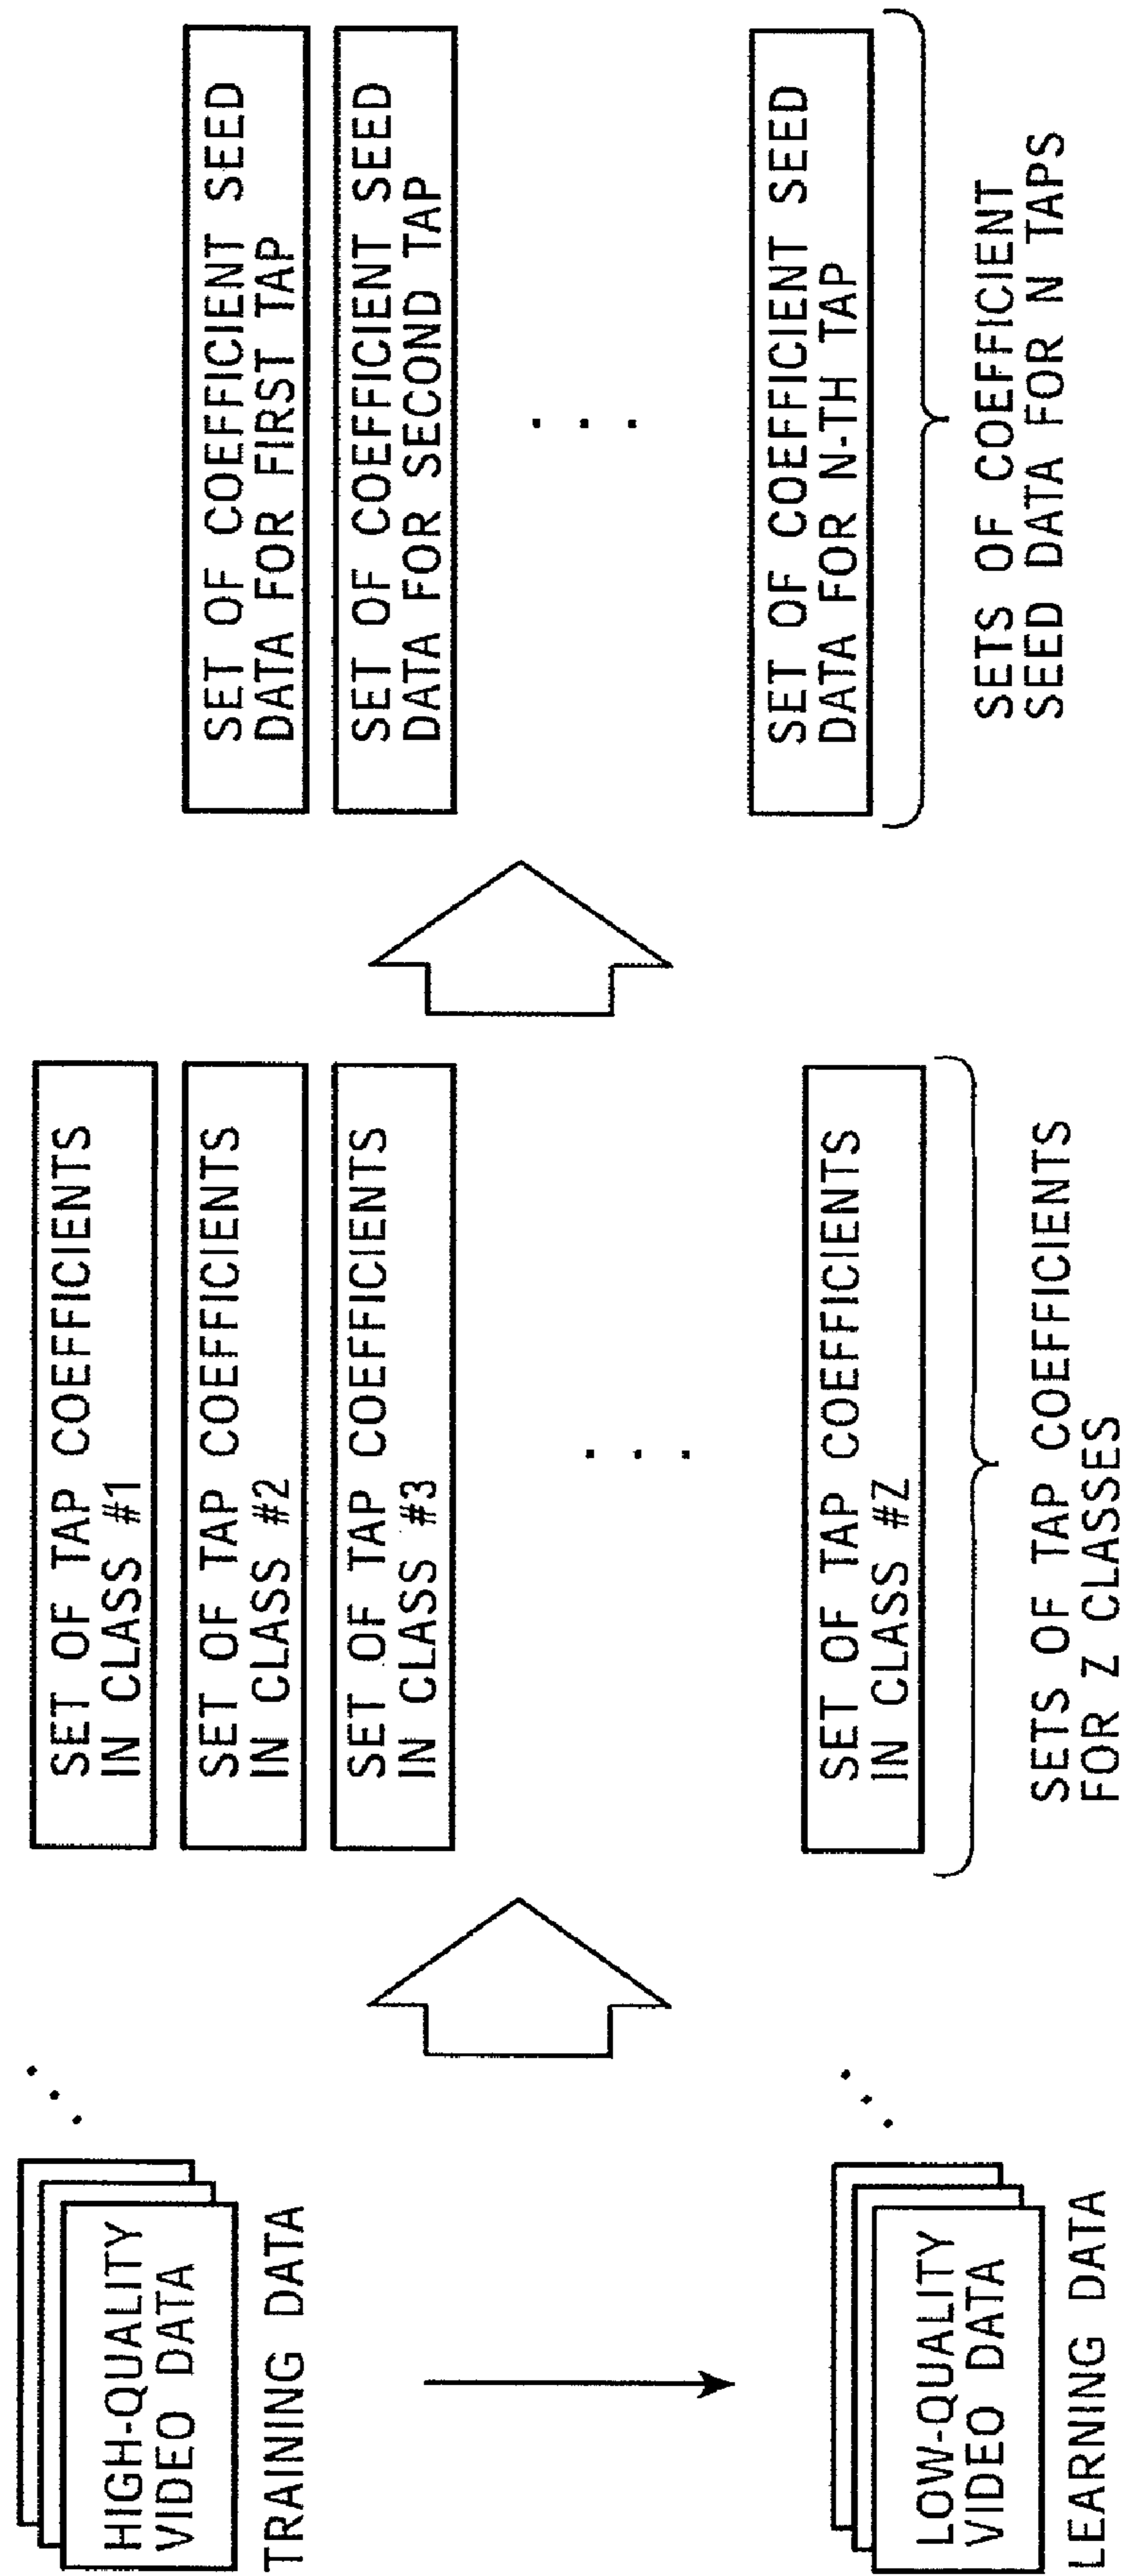 HIGH-QUALITY
VIDEO DATA
TRAINING DATA
LOW-QUALITY
VIDEO DATA
LEARNING DATA
SET OF TAP COEFFICIENTS
IN CLASS #1
SET OF TAP COEFFICIENTS
IN CLASS #2
SET OF TAP COEFFICIENTS
IN CLASS #3
SET OF TAP COEFFICIENTS
IN CLASS #Z
SETS OF TAP COEFFICIENTS
FOR Z CLASSES
SET OF COEFFICIENT SEED
DATA FOR FIRST TAP
SET OF COEFFICIENT SEED
DATA FOR SECOND TAP
SET OF COEFFICIENT SEED
DATA FOR N-TH TAP
SETS OF COEFFICIENT
SEED DATA FOR N TAPS